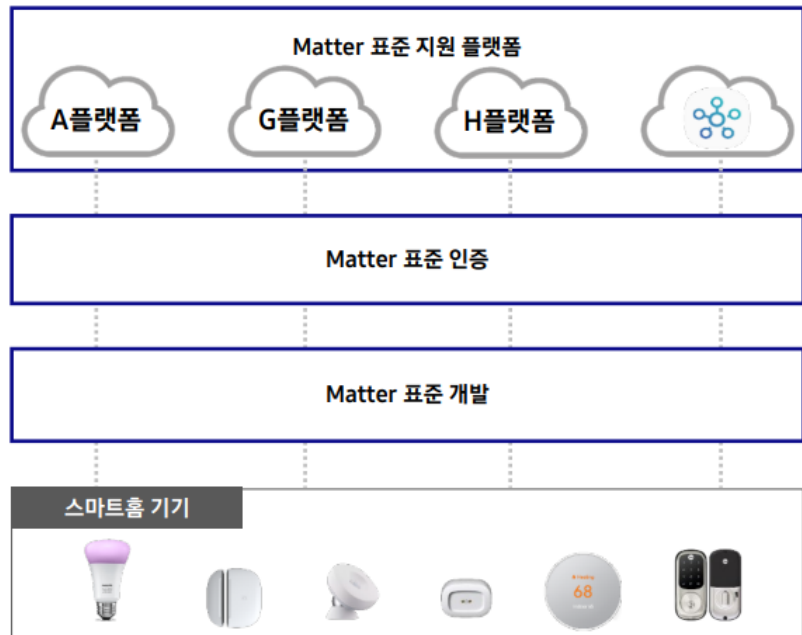 Matter 표준 지원 플랫폼
A플랫폼
G플랫폼
H플랫폼
Matter 표준 인증
Matter 표준 개발
스마트홈 기기
68